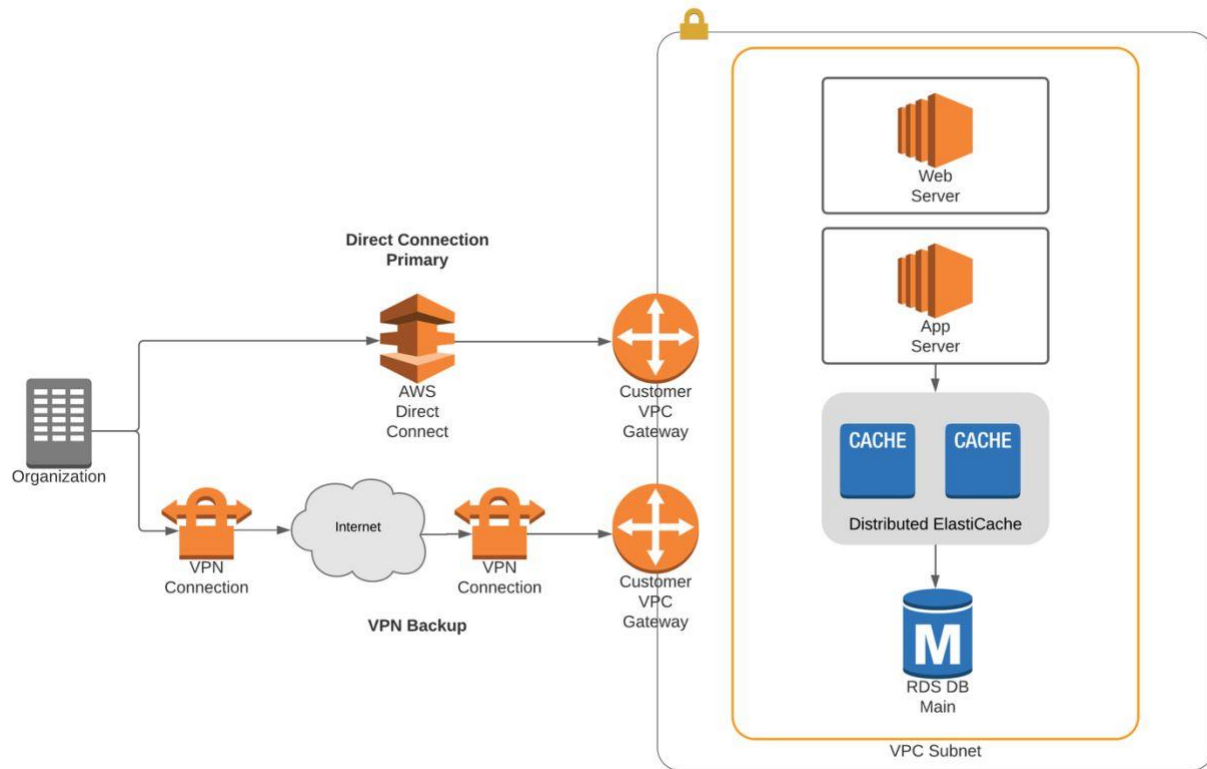 Web
Server
Direct Connection
Primary
App
Server
AWS
Direct
Connect
Customer
VPC
Gateway
CACHE
CACHE
Organization
Internet
Distributed ElastiCache
VPN
Connection
VPN
Connection
Customer
VPC
Gateway
VPN Backup
M
RDS DB
Main
VPC Subnet